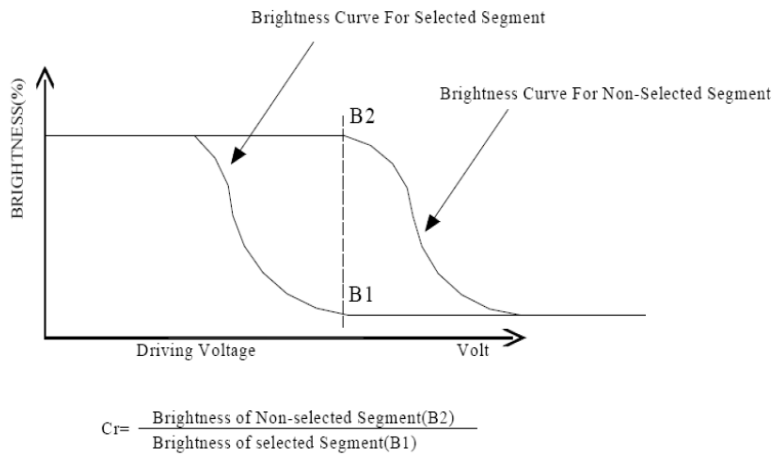 Brightness Curve For Selected Segment
Brightness Curve For Non-Selected Segment
BRIGHTNESS(%)
B2
B1
Driving Voltage
Volt
Cr=
Brightness of Non-selected Segment(B2)
Brightness of selected Segment(B1)